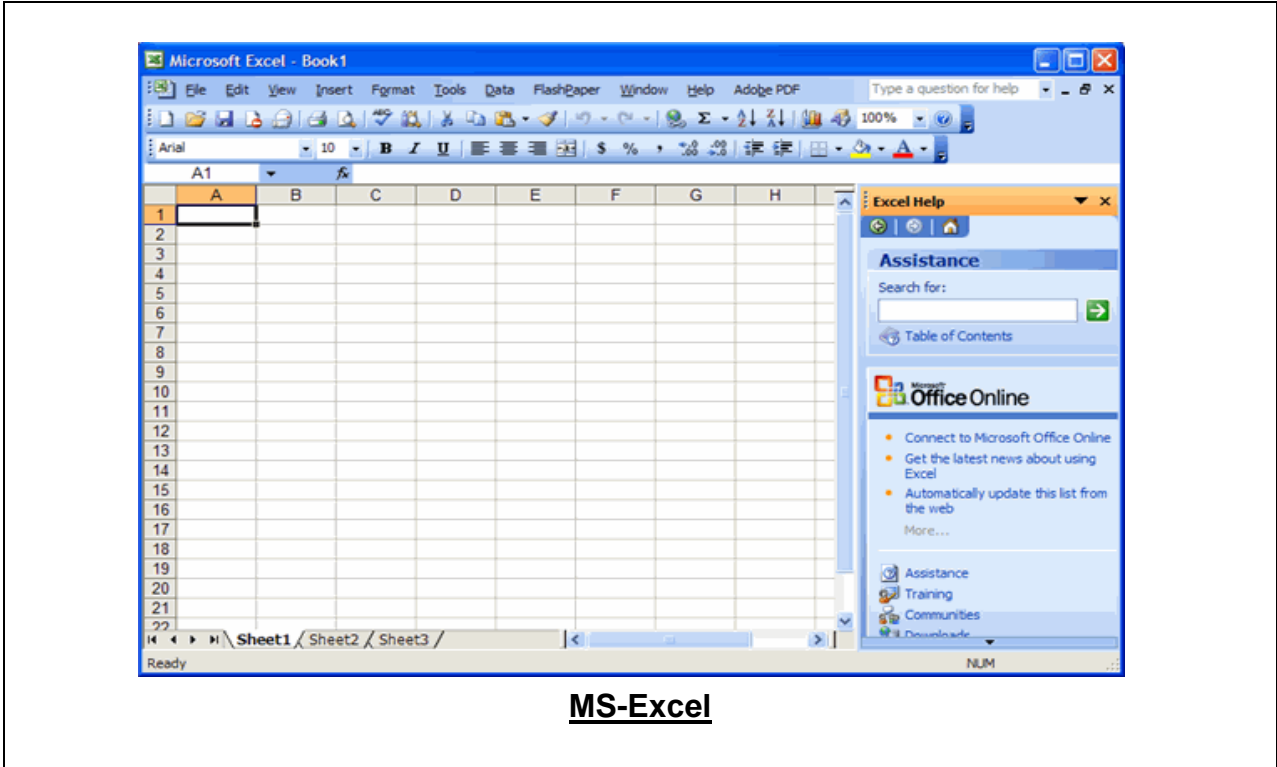 Microsoft Excel - Book1
File Edit View Insert Format Tools Data FlashPaper Window Help Adobe PDF Type a question for help
100%
Arial 10 B I U $ % ,
A1 fx
A B C D E F G H
Excel Help
1
2
3
4
5
6
7
8
9
10
11
12
13
14
15
16
17
18
19
20
21
22
Assistance
Search for:
Table of Contents
Microsoft
Office Online
Connect to Microsoft Office Online
Get the latest news about using
Excel
Automatically update this list from
the web
More...
Assistance
Training
Communities
Downloads
Sheet1 Sheet2 Sheet3
Ready NUM
MS-Excel